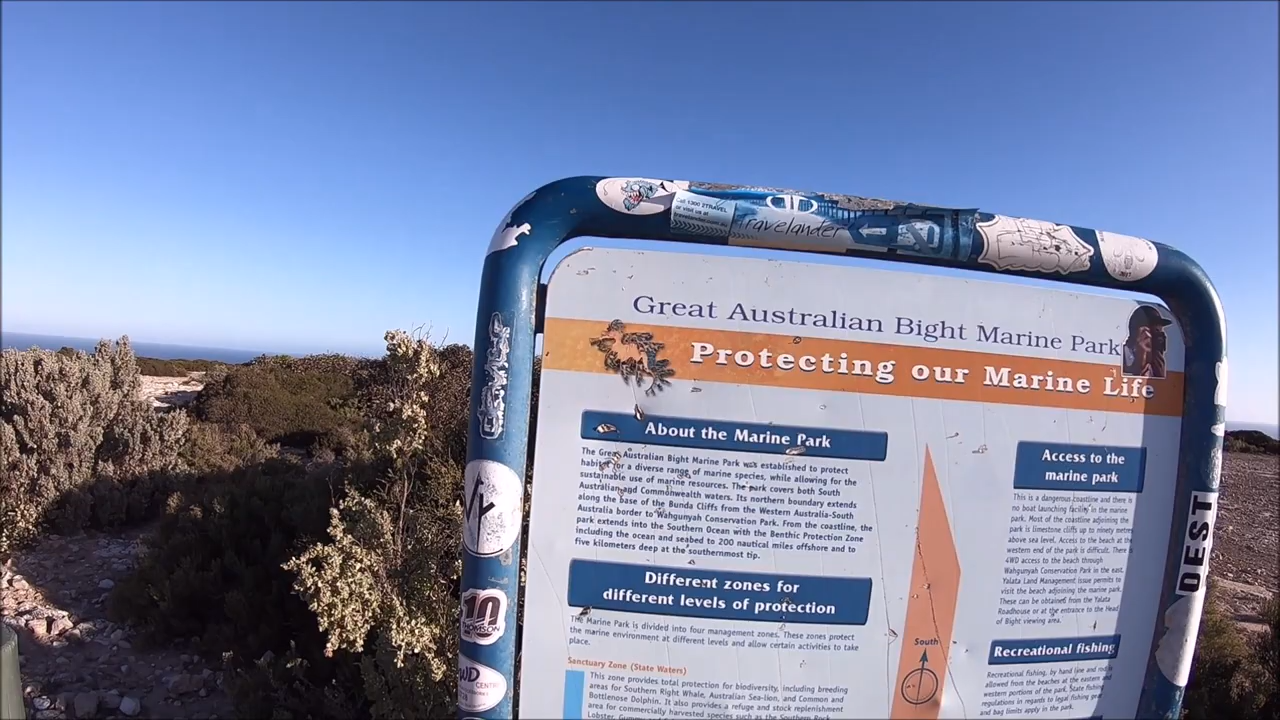 1300 2TRAVEL
or visit us at
Travelander
Great Australian Bight Marine Park
Protecting our Marine Life
About the Marine Park
The Great Australian Bight Marine Park was established to protect
habitat for a diverse range of marine species, while allowing for the
sustainable use of marine resources. The park covers both South
Australian and Commonwealth waters. Its northern boundary extends
along the base of the Bunda Cliffs from the Western Australia-South
Australia border to Wahgunyah Conservation Park. From the coastline, the
park extends into the Southern Ocean with the Benthic Protection Zone
including the ocean and seabed to 200 nautical miles offshore and to
five kilometers deep at the southernmost tip.
Different zones for
different levels of protection
The Marine Park is divided into four management zones. These zones protect
the marine environment at different levels and allow certain activities to take
place.
Sanctuary Zone (State Waters)
This zone provides total protection for biodiversity, including breeding
areas for Southern Right Whale, Australian Sea-lion, and Common and
Bottlenose Dolphin. It also provides a refuge and stock replenishment
area for commercially harvested species such as the Southern Rock
Lobster, Gummy
South
Access to the
marine park
This is a dangerous coastline and there is
no boat launching facility in the marine
park. Most of the coastline adjoining the
park is limestone cliffs up to ninety metres
above sea level. Access to the beach at the
western end of the park is difficult. There is
4WD access to the beach through
Wahgunyah Conservation Park in the east.
Yalata Land Management issue permits to
visit the beach adjoining the marine park.
These can be obtained from the Yalata
Roadhouse or at the entrance to the Head
of Bight viewing area.
Recreational fishing
Recreational fishing, by hand line and rod is
allowed from the beaches at the eastern and
western portions of the park. State fishing
regulations in regards to legal fishing gear
and bag limits apply in the park.
10
DEST
CENTRE